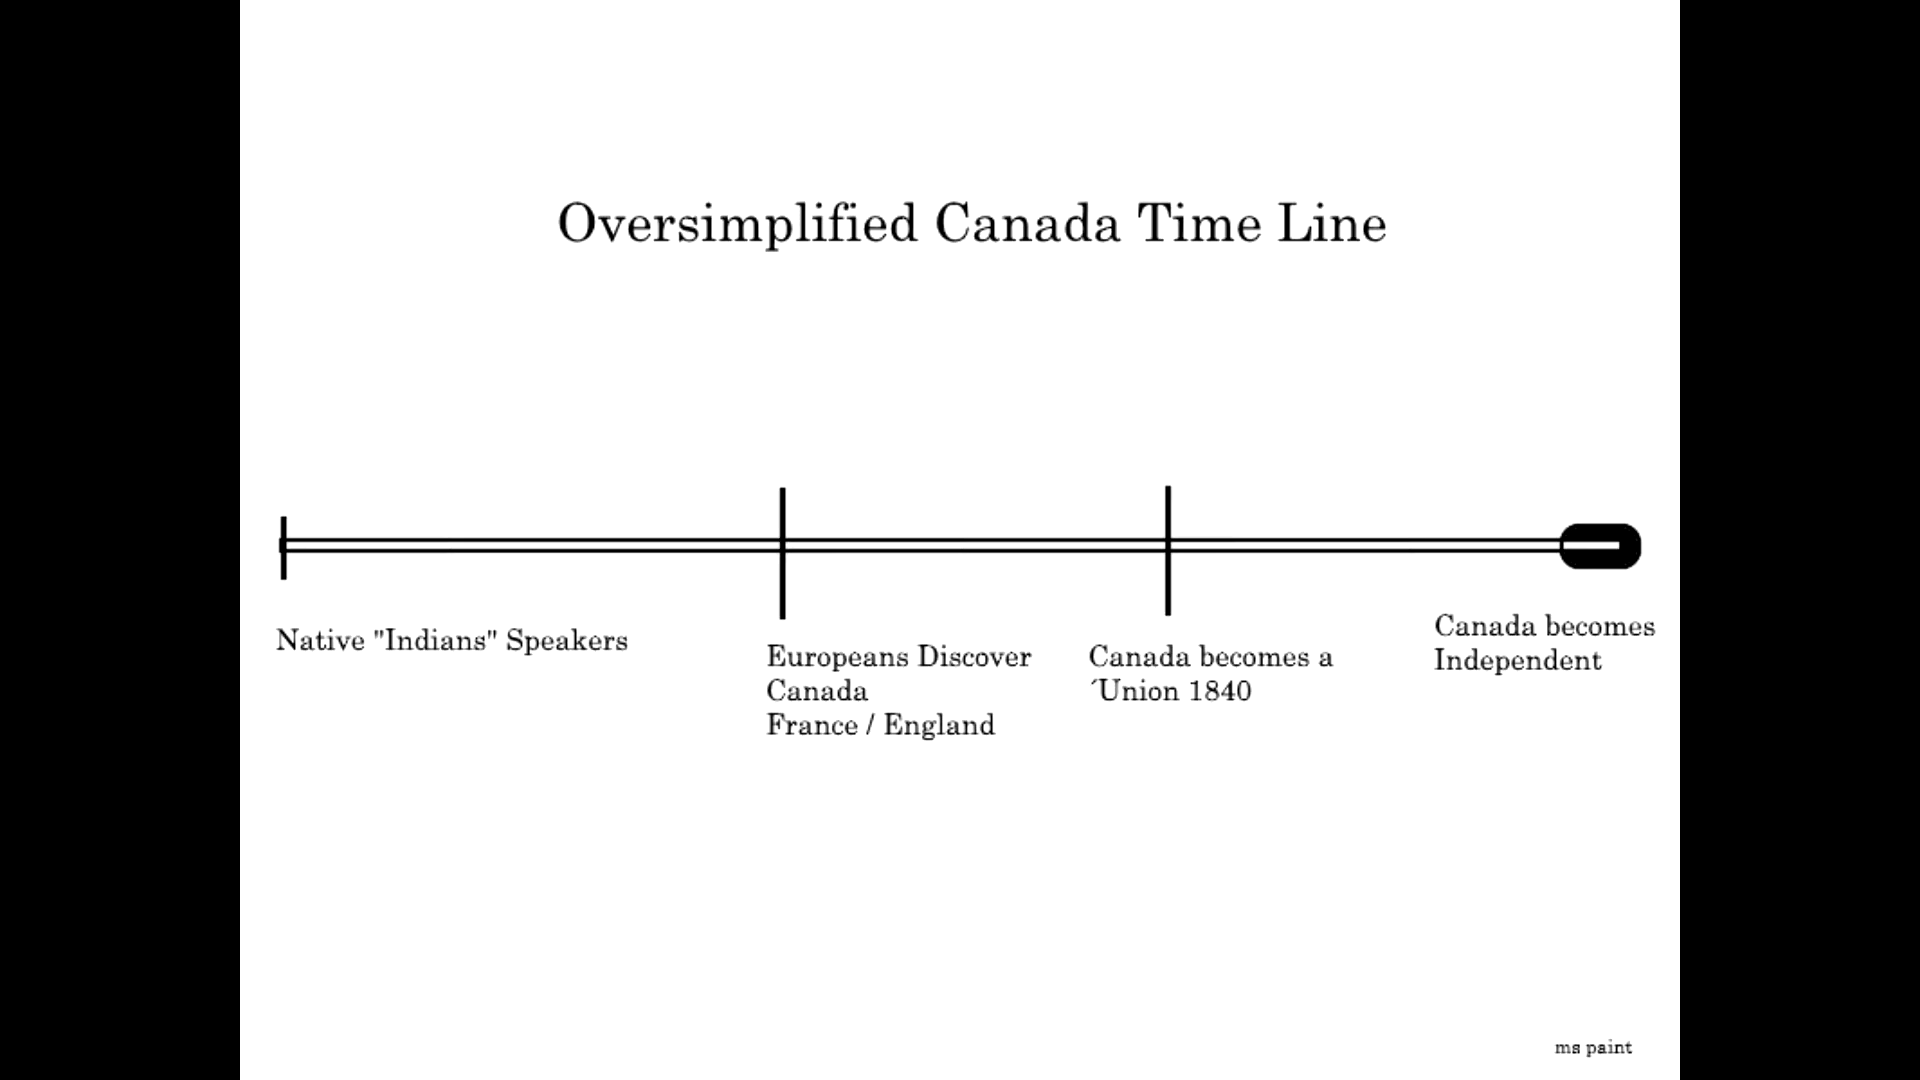 Oversimplified Canada Time Line
Native "Indians" Speakers
Europeans Discover
Canada
France / England
Canada becomes a
´Union 1840
Canada becomes
Independent
ms paint